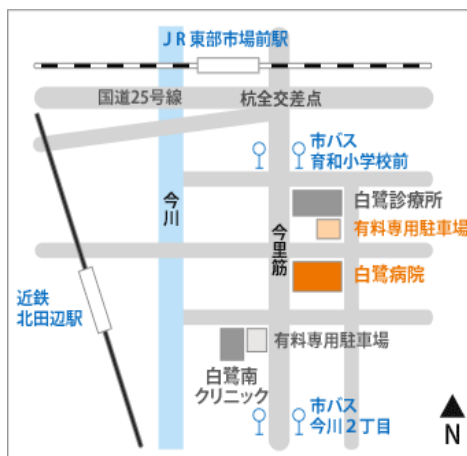 JR東部市場前駅
国道25号線
杭全交差点
市バス
育和小学校前
今川
今里筋
白鷺診療所
有料専用駐車場
白鷺病院
近鉄
北田辺駅
有料専用駐車場
白鷺南
クリニック
市バス
今川2丁目
N